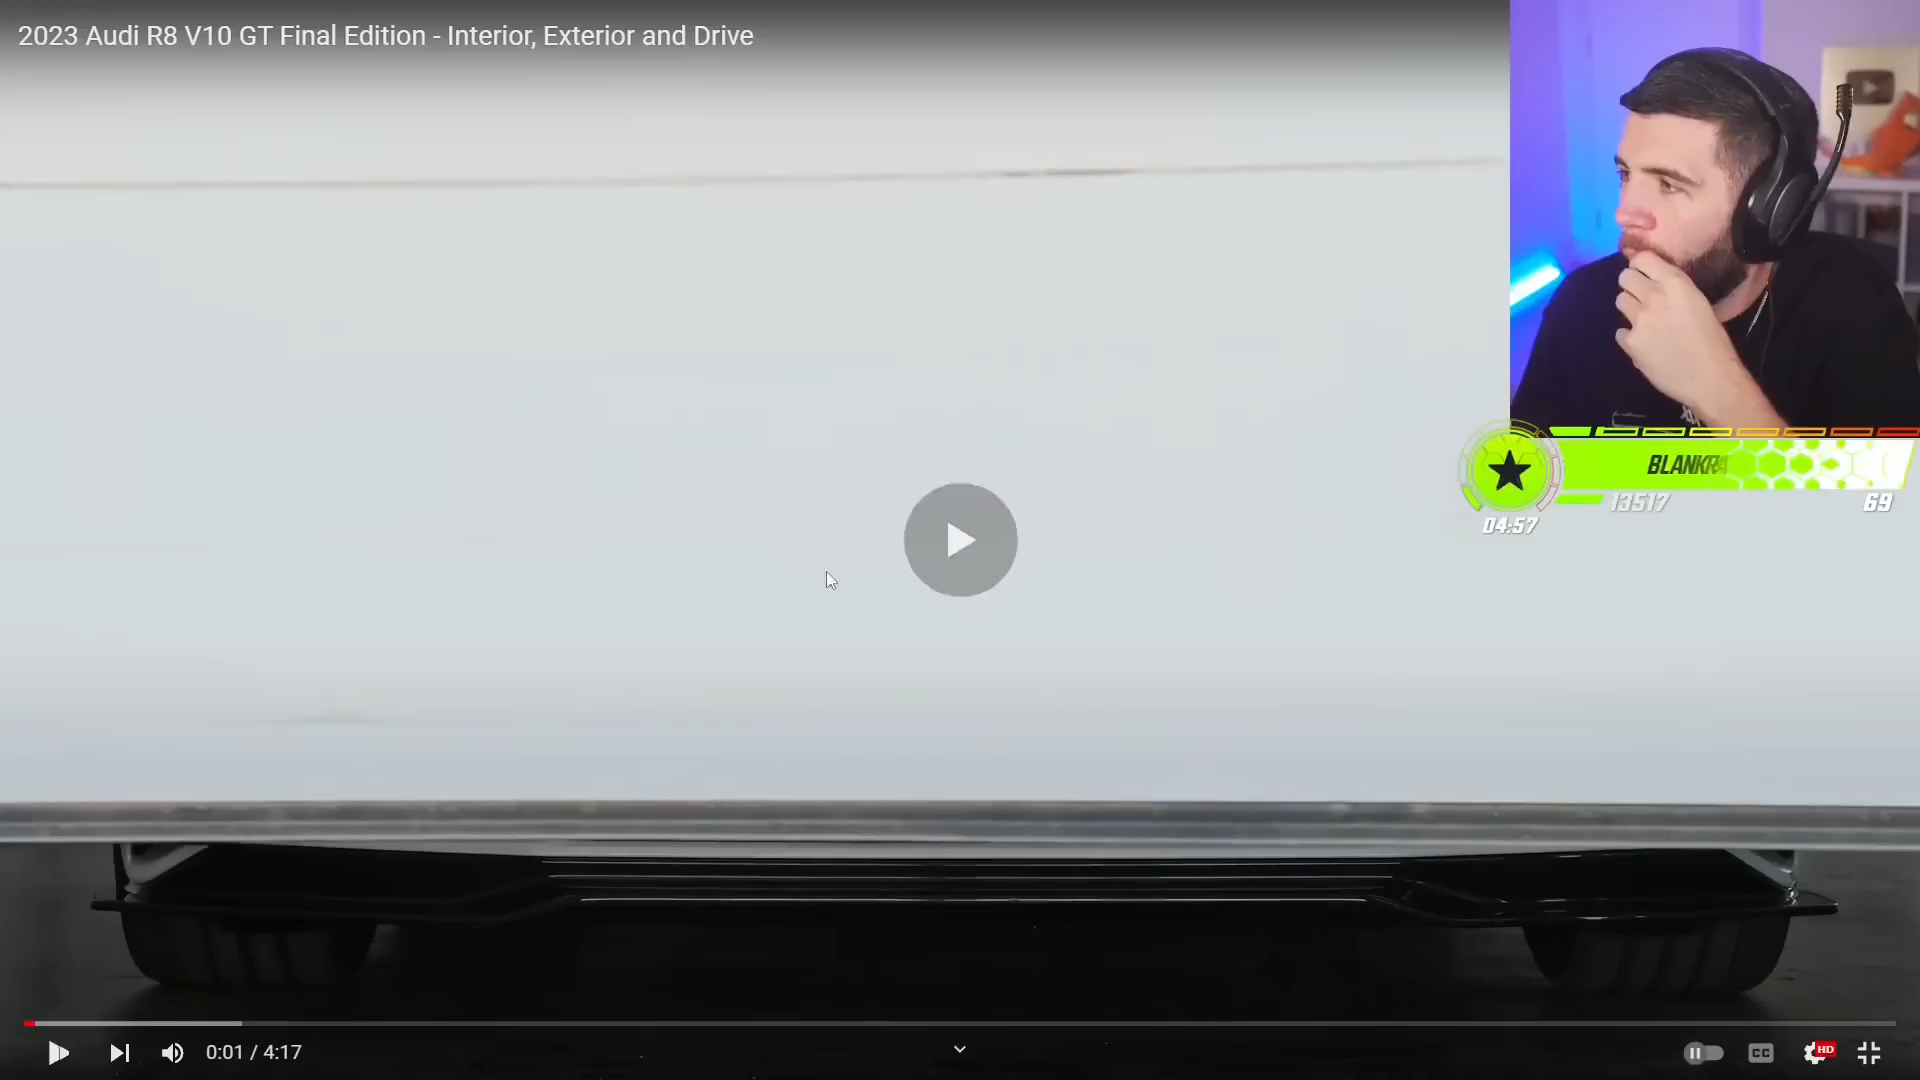 2023 Audi R8 V10 GT Final Edition - Interior, Exterior and Drive
13517
69
04:57
0:01 / 4:17
CC
HD